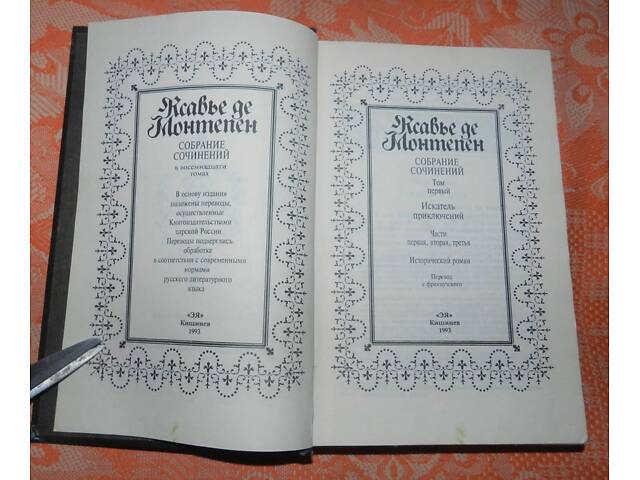 Ксавье де
Монтепен
СОБРАНИЕ
СОЧИНЕНИЙ
в восемнадцати
томах
В основу издания
положены переводы,
осуществленные
Книгоиздательствами
царской России.
Переводы подверглись
обработке
в соответствии с современными
нормами
русского литературного
языка
«ЭЯ»
Кишинев
1993
Ксавье де
Монтепен
СОБРАНИЕ
СОЧИНЕНИЙ
Том
первый
Искатель
приключений
Части
первая, вторая, третья
Исторический роман
Перевод
с французского
«ЭЯ»
Кишинев
1993